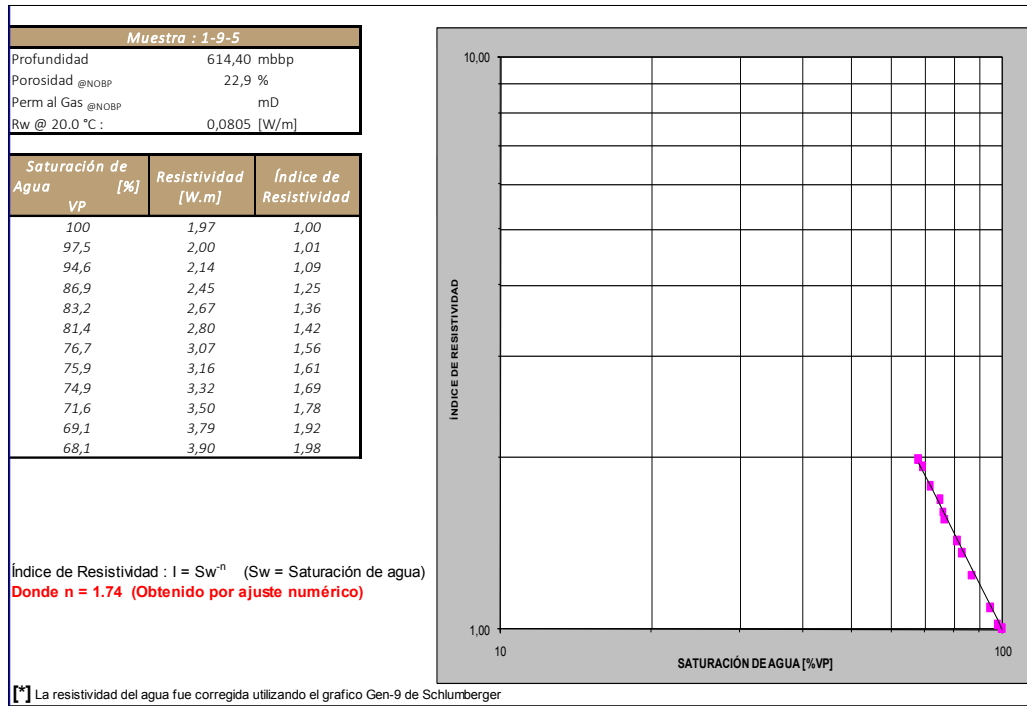 Muestra : 1-9-5
Profundidad 614,40 mbbp
Porosidad @NOBP 22,9 %
Perm al Gas @NOBP mD
Rw @ 20.0 °C : 0,0805 [W/m]
Saturación de Agua [%] VP Resistividad [W.m] Índice de Resistividad
100 1,97 1,00
97,5 2,00 1,01
94,6 2,14 1,09
86,9 2,45 1,25
83,2 2,67 1,36
81,4 2,80 1,42
76,7 3,07 1,56
75,9 3,16 1,61
74,9 3,32 1,69
71,6 3,50 1,78
69,1 3,79 1,92
68,1 3,90 1,98
Índice de Resistividad : I = Sw-n (Sw = Saturación de agua)
Donde n = 1.74 (Obtenido por ajuste numérico)
10,00
ÍNDICE DE RESISTIVIDAD
1,00
10 100
SATURACIÓN DE AGUA [%VP]
[*] La resistividad del agua fue corregida utilizando el grafico Gen-9 de Schlumberger